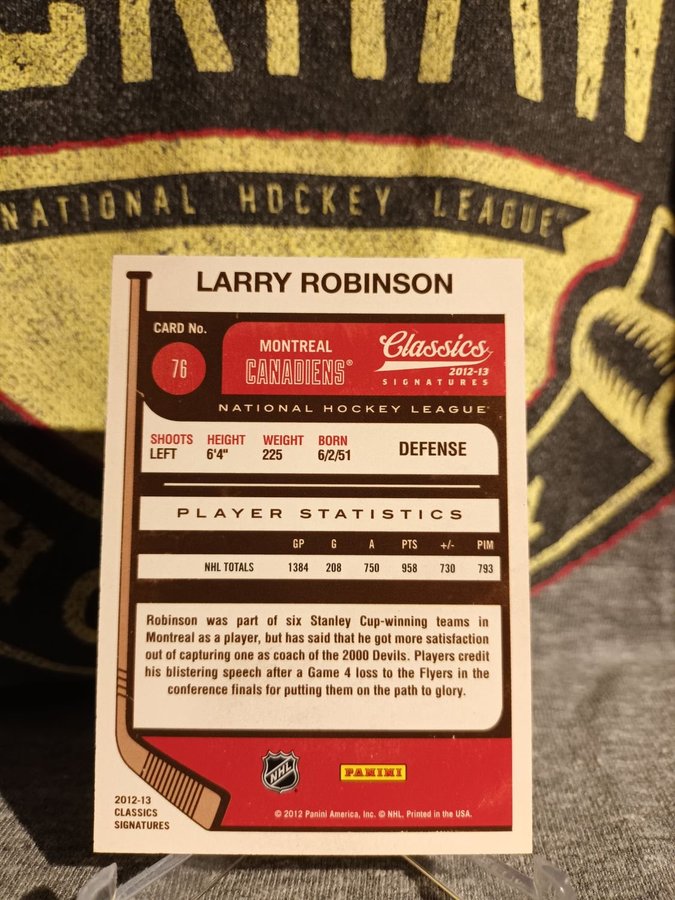 NATIONAL HOCKEY LEAGUE
LARRY ROBINSON
CARD No.
76
MONTREAL
CANADIENS®
Classics
2012-13
SIGNATURES
NATIONAL HOCKEY LEAGUE
SHOOTS HEIGHT WEIGHT BORN
LEFT 6'4" 225 6/2/51
DEFENSE
PLAYER STATISTICS
GP G A PTS +/- PIM
NHL TOTALS 1384 208 750 958 730 793
Robinson was part of six Stanley Cup-winning teams in
Montreal as a player, but has said that he got more satisfaction
out of capturing one as coach of the 2000 Devils. Players credit
his blistering speech after a Game 4 loss to the Flyers in the
conference finals for putting them on the path to glory.
NHL
PANINI
2012-13
CLASSICS
SIGNATURES
© 2012 Panini America, Inc. © NHL. Printed in the USA.